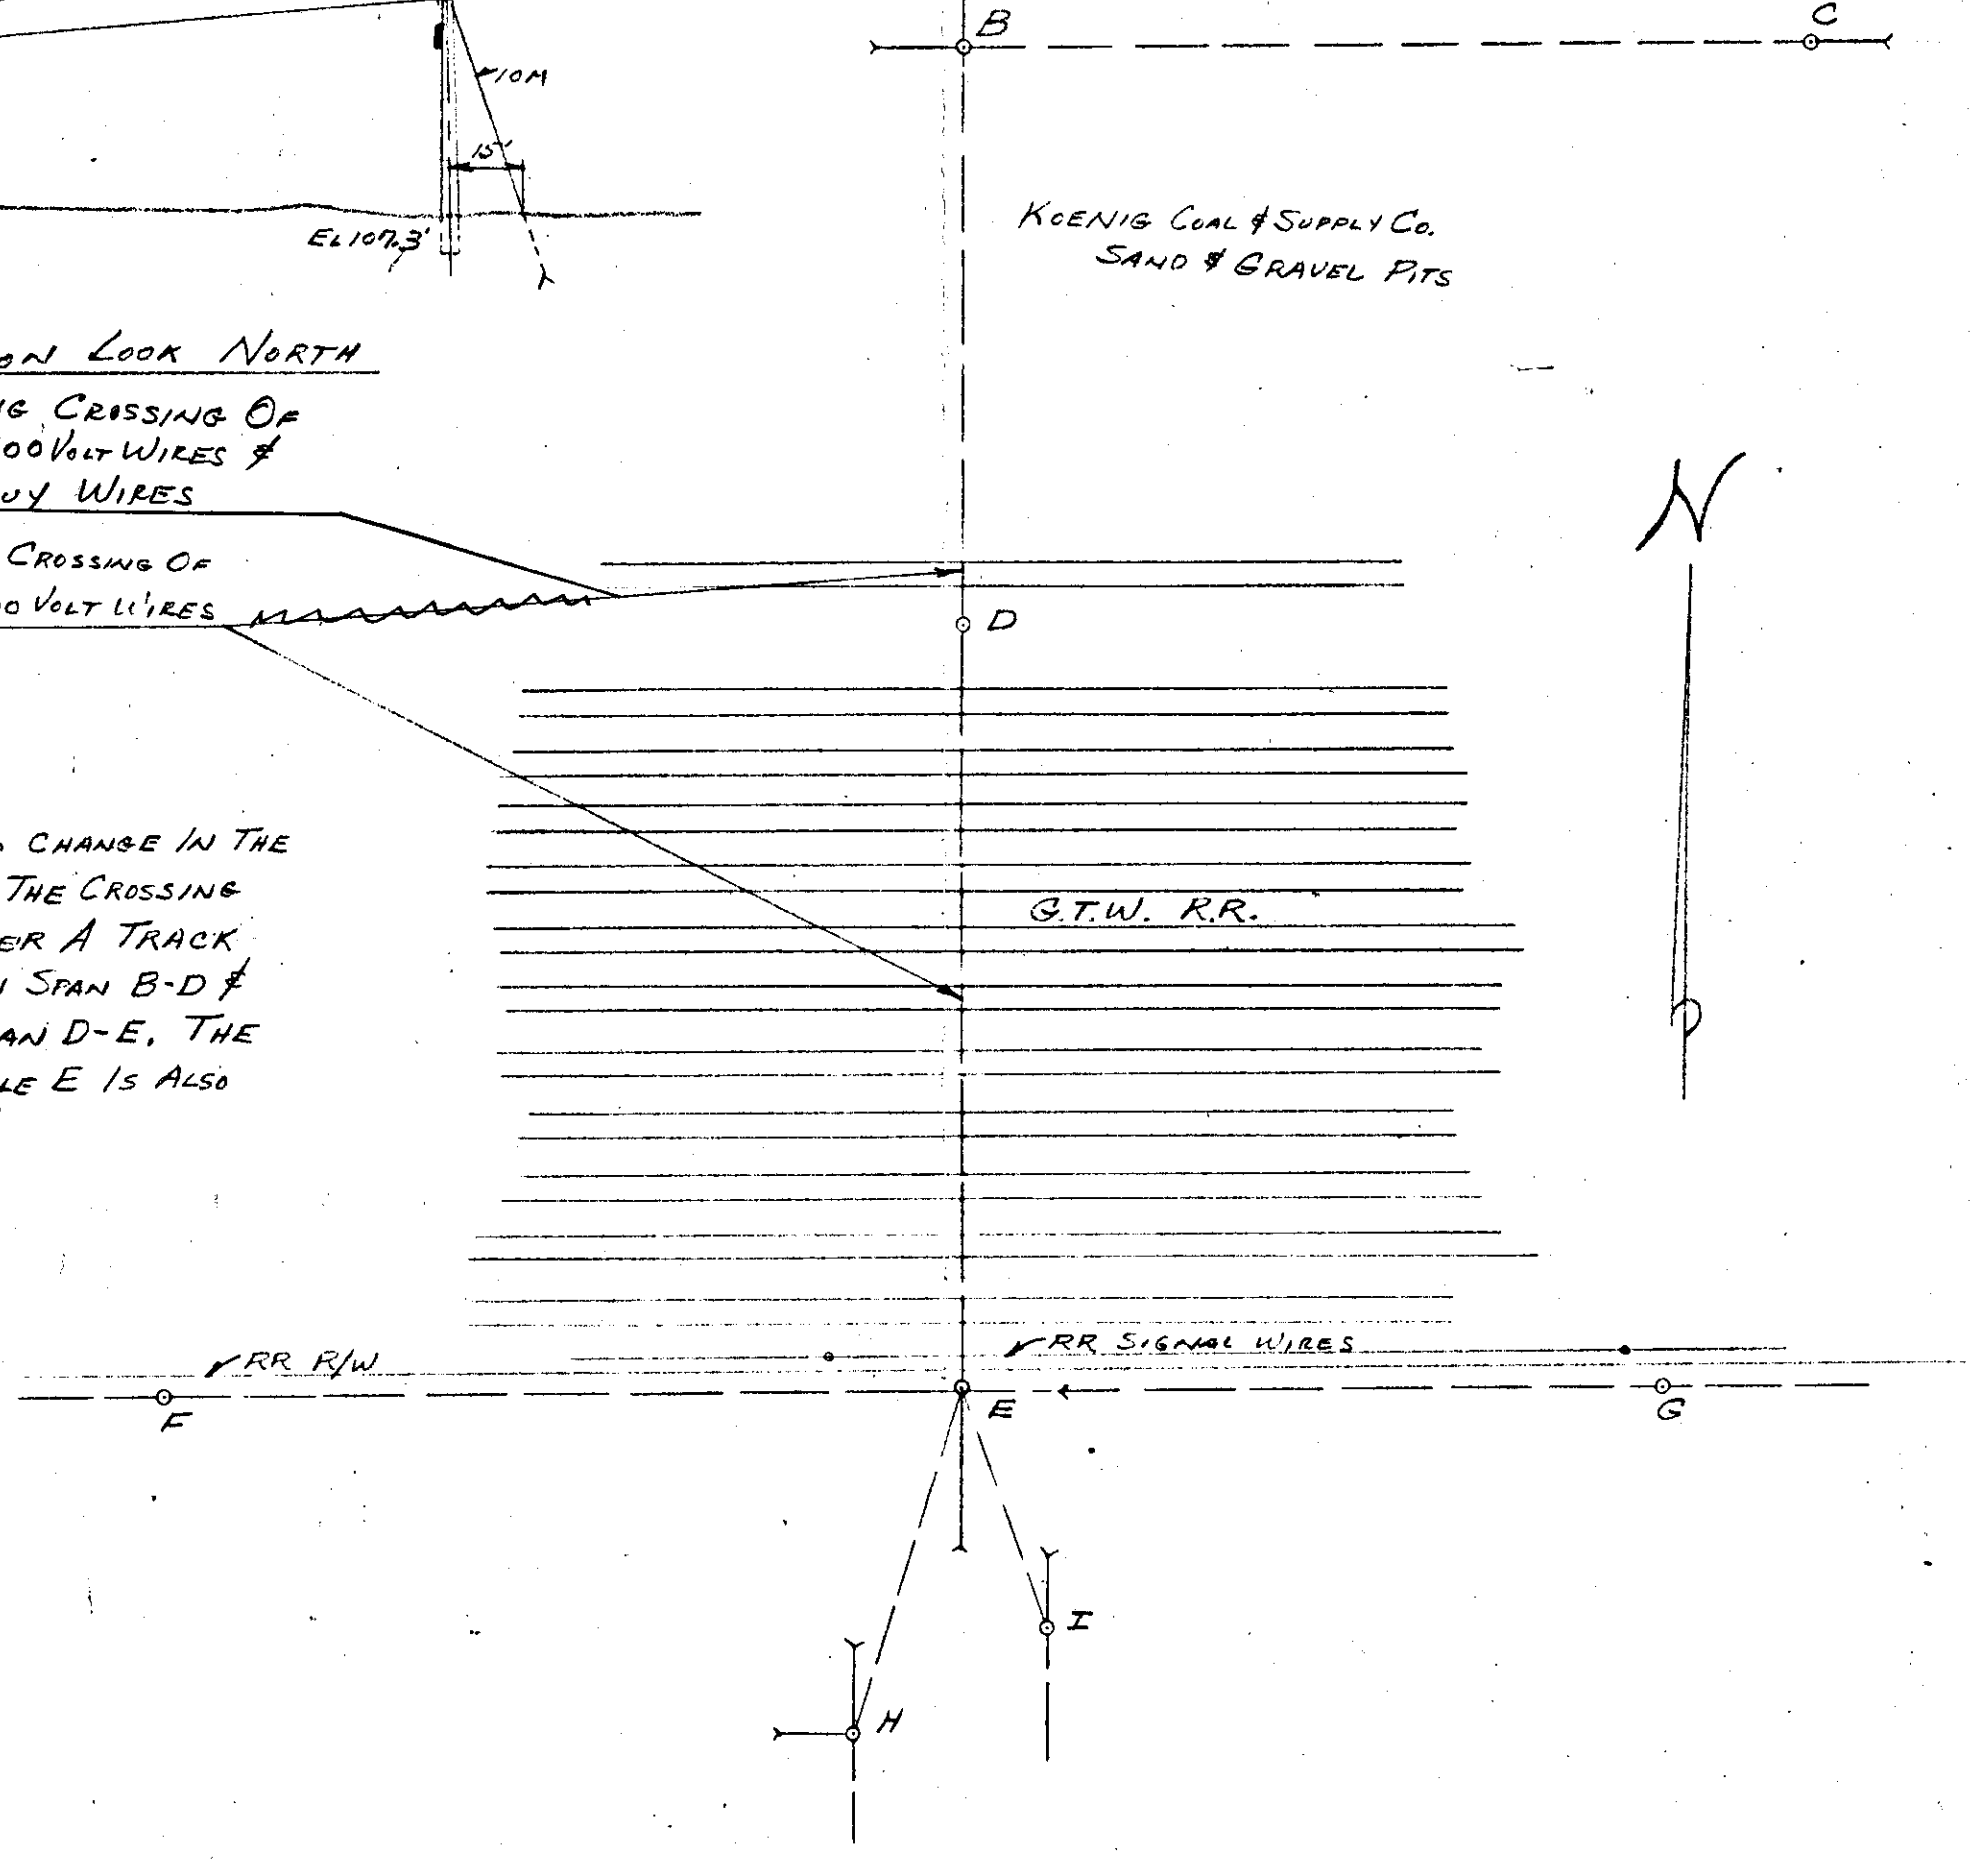 B
C
10M
15'
EL 107.3'
KOENIG COAL & SUPPLY CO.
SAND & GRAVEL PITS
LOOK NORTH
CROSSING OF
00 VOLT WIRES &
WIRES
CROSSING OF
VOLT WIRES
D
N
CHANGE IN THE
THE CROSSING
A TRACK
SPAN B-D &
D-E. THE
E IS ALSO
G.T.W. R.R.
RR SIGNAL WIRES
RR R/W
F
E
G
I
H